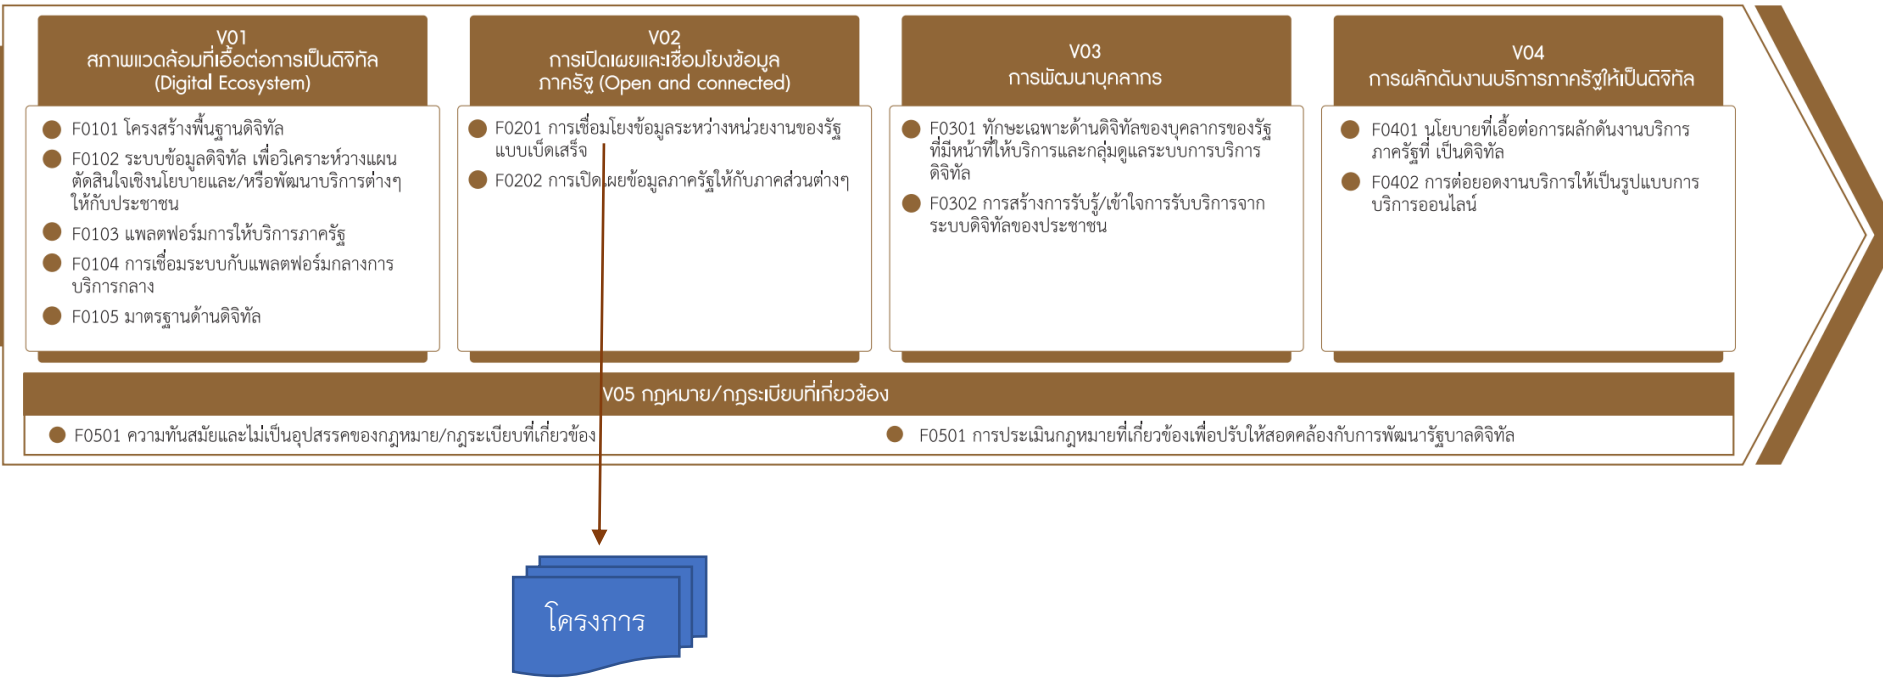 V01
สภาพแวดล้อมที่เอื้อต่อการเป็นดิจิทัล
(Digital Ecosystem)
F0101 โครงสร้างพื้นฐานดิจิทัล
F0102 ระบบข้อมูลดิจิทัล เพื่อวิเคราะห์วางแผน
ตัดสินใจเชิงนโยบายและ/หรือพัฒนาบริการต่างๆ
ให้กับประชาชน
F0103 แพลตฟอร์มการให้บริการภาครัฐ
F0104 การเชื่อมระบบกับแพลตฟอร์มกลางการ
บริการกลาง
F0105 มาตรฐานด้านดิจิทัล
V02
การเปิดเผยและเชื่อมโยงข้อมูล
ภาครัฐ (Open and connected)
F0201 การเชื่อมโยงข้อมูลระหว่างหน่วยงานของรัฐ
แบบเบ็ดเสร็จ
F0202 การเปิดเผยข้อมูลภาครัฐให้กับภาคส่วนต่างๆ
V03
การพัฒนาบุคลากร
F0301 ทักษะเฉพาะด้านดิจิทัลของบุคลากรของรัฐ
ที่มีหน้าที่ให้บริการและกลุ่มดูแลระบบการบริการ
ดิจิทัล
F0302 การสร้างการรับรู้/เข้าใจการรับบริการจาก
ระบบดิจิทัลของประชาชน
V04
การผลักดันงานบริการภาครัฐให้เป็นดิจิทัล
F0401 นโยบายที่เอื้อต่อการผลักดันงานบริการ
ภาครัฐที่ เป็นดิจิทัล
F0402 การต่อยอดงานบริการให้เป็นรูปแบบการ
บริการออนไลน์
V05 กฎหมาย/กฎระเบียบที่เกี่ยวข้อง
F0501 ความทันสมัยและไม่เป็นอุปสรรคของกฎหมาย/กฎระเบียบที่เกี่ยวข้อง
F0501 การประเมินกฎหมายที่เกี่ยวข้องเพื่อปรับให้สอดคล้องกับการพัฒนารัฐบาลดิจิทัล
โครงการ